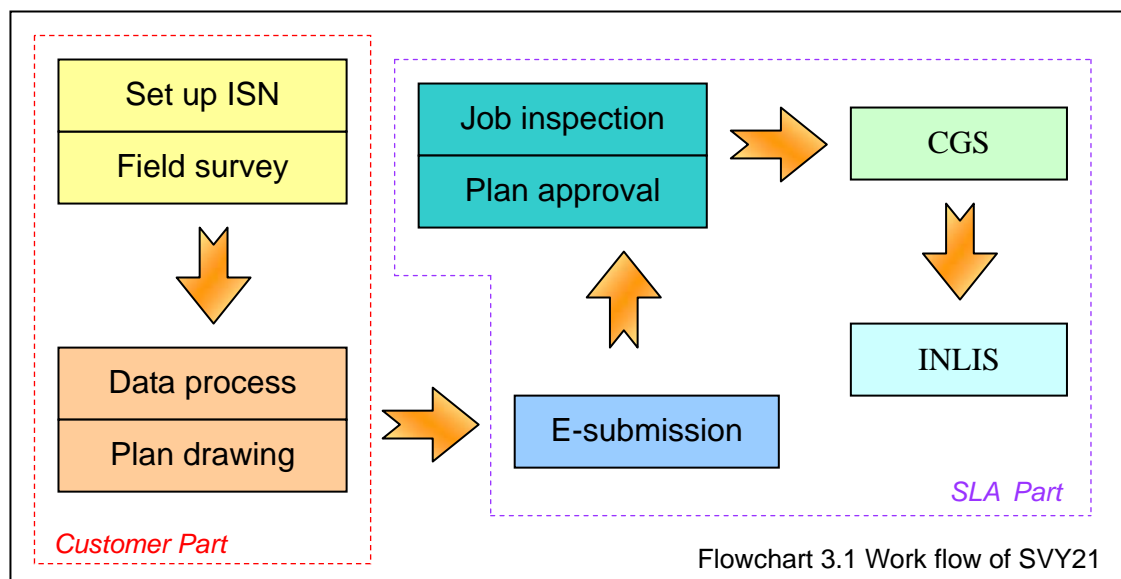 Set up ISN
Field survey
Data process
Plan drawing
Customer Part
E-submission
Job inspection
Plan approval
CGS
INLIS
SLA Part
Flowchart 3.1 Work flow of SVY21